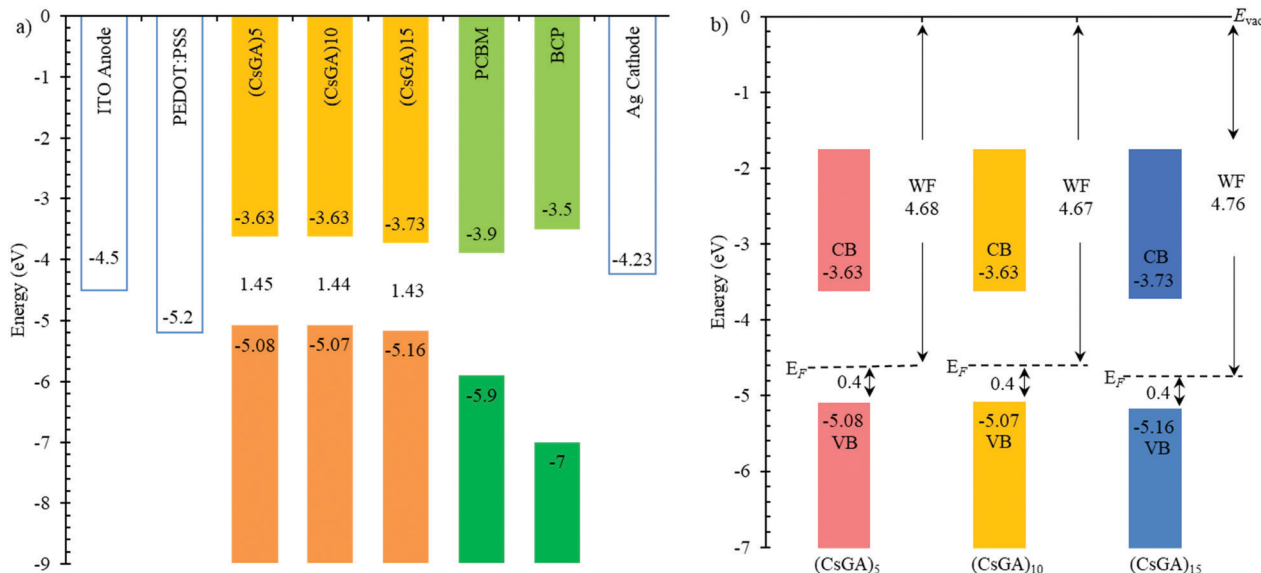 a)
Energy (eV)
0
-1
-2
-3
-4
-5
-6
-7
-8
-9
ITO Anode
PEDOT:PSS
(CsGA)5
(CsGA)10
(CsGA)15
PCBM
BCP
Ag Cathode
-4.5
-5.2
-3.63
-3.63
-3.73
-3.9
-3.5
-4.23
1.45
1.44
1.43
-5.08
-5.07
-5.16
-5.9
-7
b)
Energy (eV)
0
-1
-2
-3
-4
-5
-6
-7
Evac
WF
4.68
WF
4.67
WF
4.76
CB
-3.63
CB
-3.63
CB
-3.73
EF
0.4
EF
0.4
EF
0.4
-5.08
VB
-5.07
VB
-5.16
VB
(CsGA)5
(CsGA)10
(CsGA)15